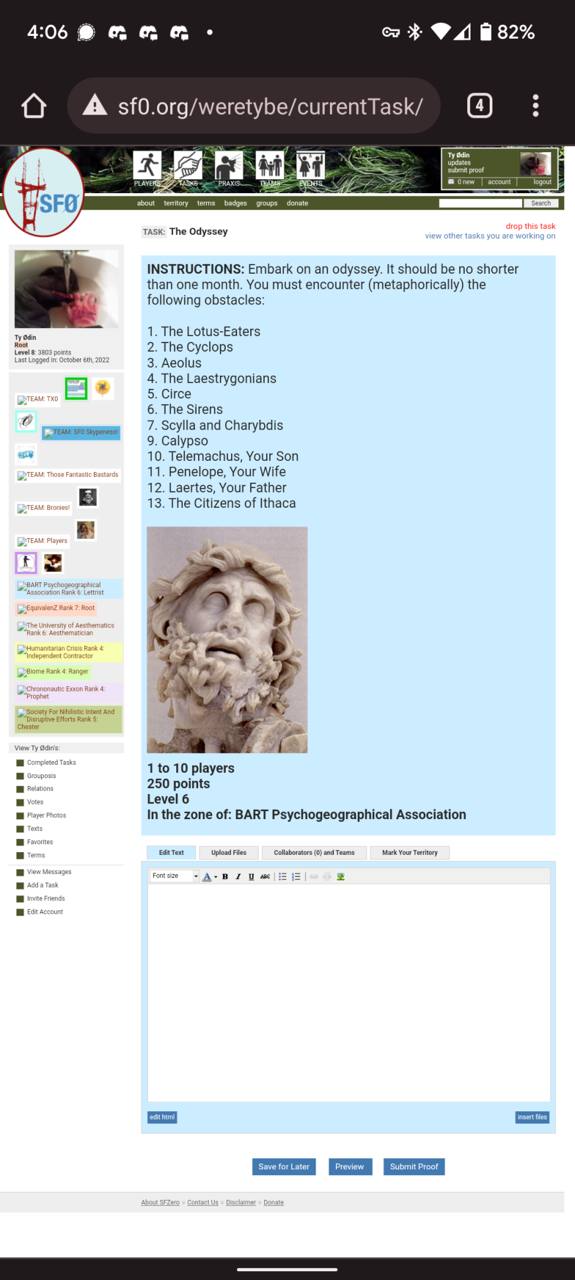 4:06
82%
sf0.org/weretybe/currentTask/
4
PLAYERS TASKS PRAXIS TEAMS EVENTS
Ty Ødin
updates
submit proof
0 new | account | logout
SFØ
about territory terms badges groups donate
Search
TASK: The Odyssey
drop this task
view other tasks you are working on
INSTRUCTIONS: Embark on an odyssey. It should be no shorter
than one month. You must encounter (metaphorically) the
following obstacles:
1. The Lotus-Eaters
2. The Cyclops
3. Aeolus
4. The Laestrygonians
5. Circe
6. The Sirens
7. Scylla and Charybdis
9. Calypso
10. Telemachus, Your Son
11. Penelope, Your Wife
12. Laertes, Your Father
13. The Citizens of Ithaca
1 to 10 players
250 points
Level 6
In the zone of: BART Psychogeographical Association
Ty Ødin
Root
Level 8: 3803 points
Last Logged In: October 6th, 2022
TEAM: TX0
TEAM: SF0 Skypeness!
TEAM: Those Fantastic Bastards
TEAM: Bronies!
TEAM: Players
BART Psychogeographical
Association Rank 6: Lettrist
EquivalenZ Rank 7: Root
The University of Aesthematics
Rank 6: Aesthematician
Humanitarian Crisis Rank 4:
Independent Contractor
Biome Rank 4: Ranger
Chrononautic Exxon Rank 4:
Prophet
Society For Nihilistic Intent And
Disruptive Efforts Rank 5:
Chester
View Ty Ødin's:
Completed Tasks
Grouposis
Relations
Votes
Player Photos
Texts
Favorites
Terms
View Messages
Add a Task
Invite Friends
Edit Account
Edit Text Upload Files Collaborators (0) and Teams Mark Your Territory
Font size A B I U ABC
edit html insert files
Save for Later Preview Submit Proof
About SFZero Contact Us Disclaimer Donate